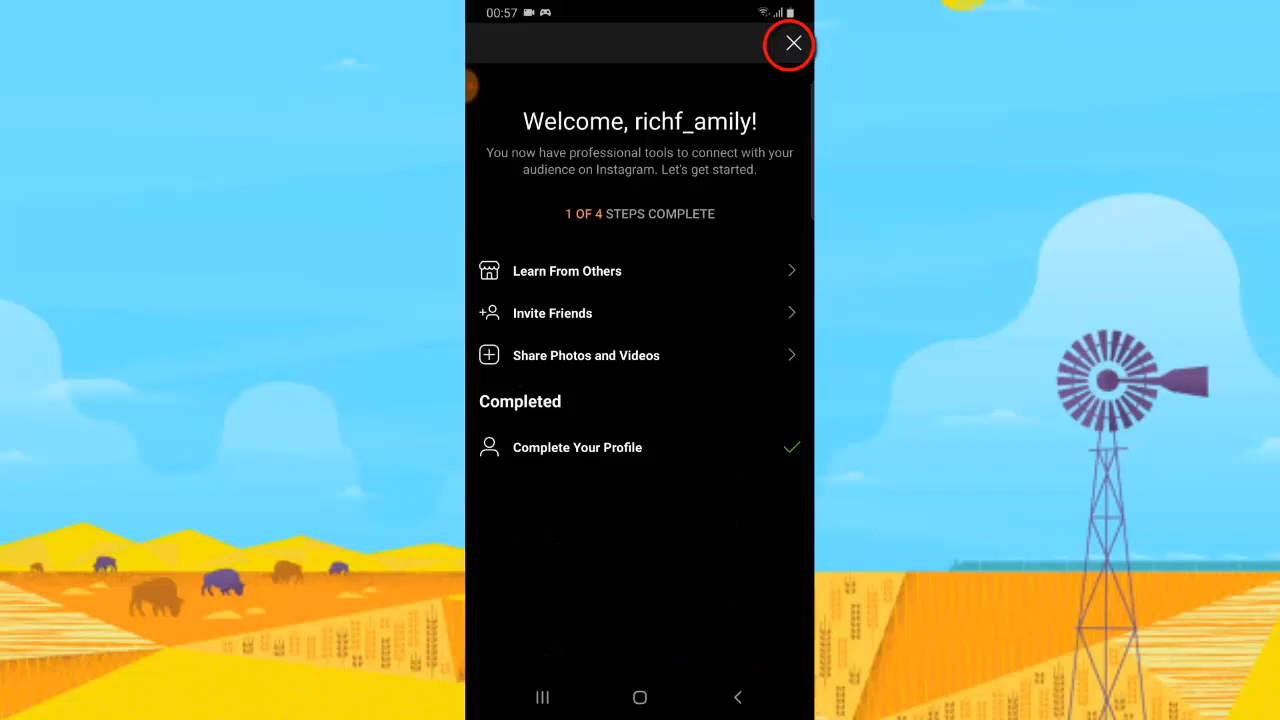 00:57
Welcome, richf_amily!
You now have professional tools to connect with your
audience on Instagram. Let's get started.
1 OF 4 STEPS COMPLETE
Learn From Others
Invite Friends
Share Photos and Videos
Completed
Complete Your Profile